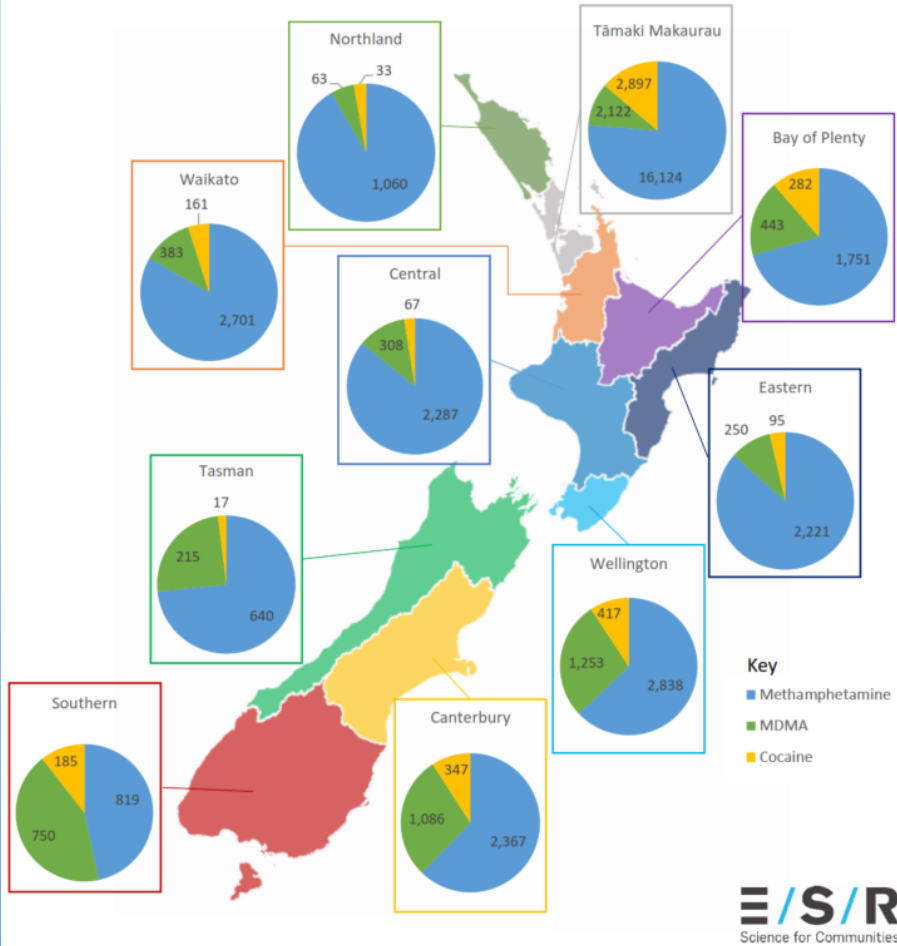 Northland
63
33
1,060
Tāmaki Makaurau
2,897
2,122
16,124
Bay of Plenty
282
443
1,751
Waikato
161
383
2,701
Central
67
308
2,287
Eastern
250
95
2,221
Tasman
17
215
640
Wellington
417
1,253
2,838
Key
Methamphetamine
MDMA
Cocaine
Southern
185
819
750
Canterbury
347
1,086
2,367
E/S/R
Science for Communities